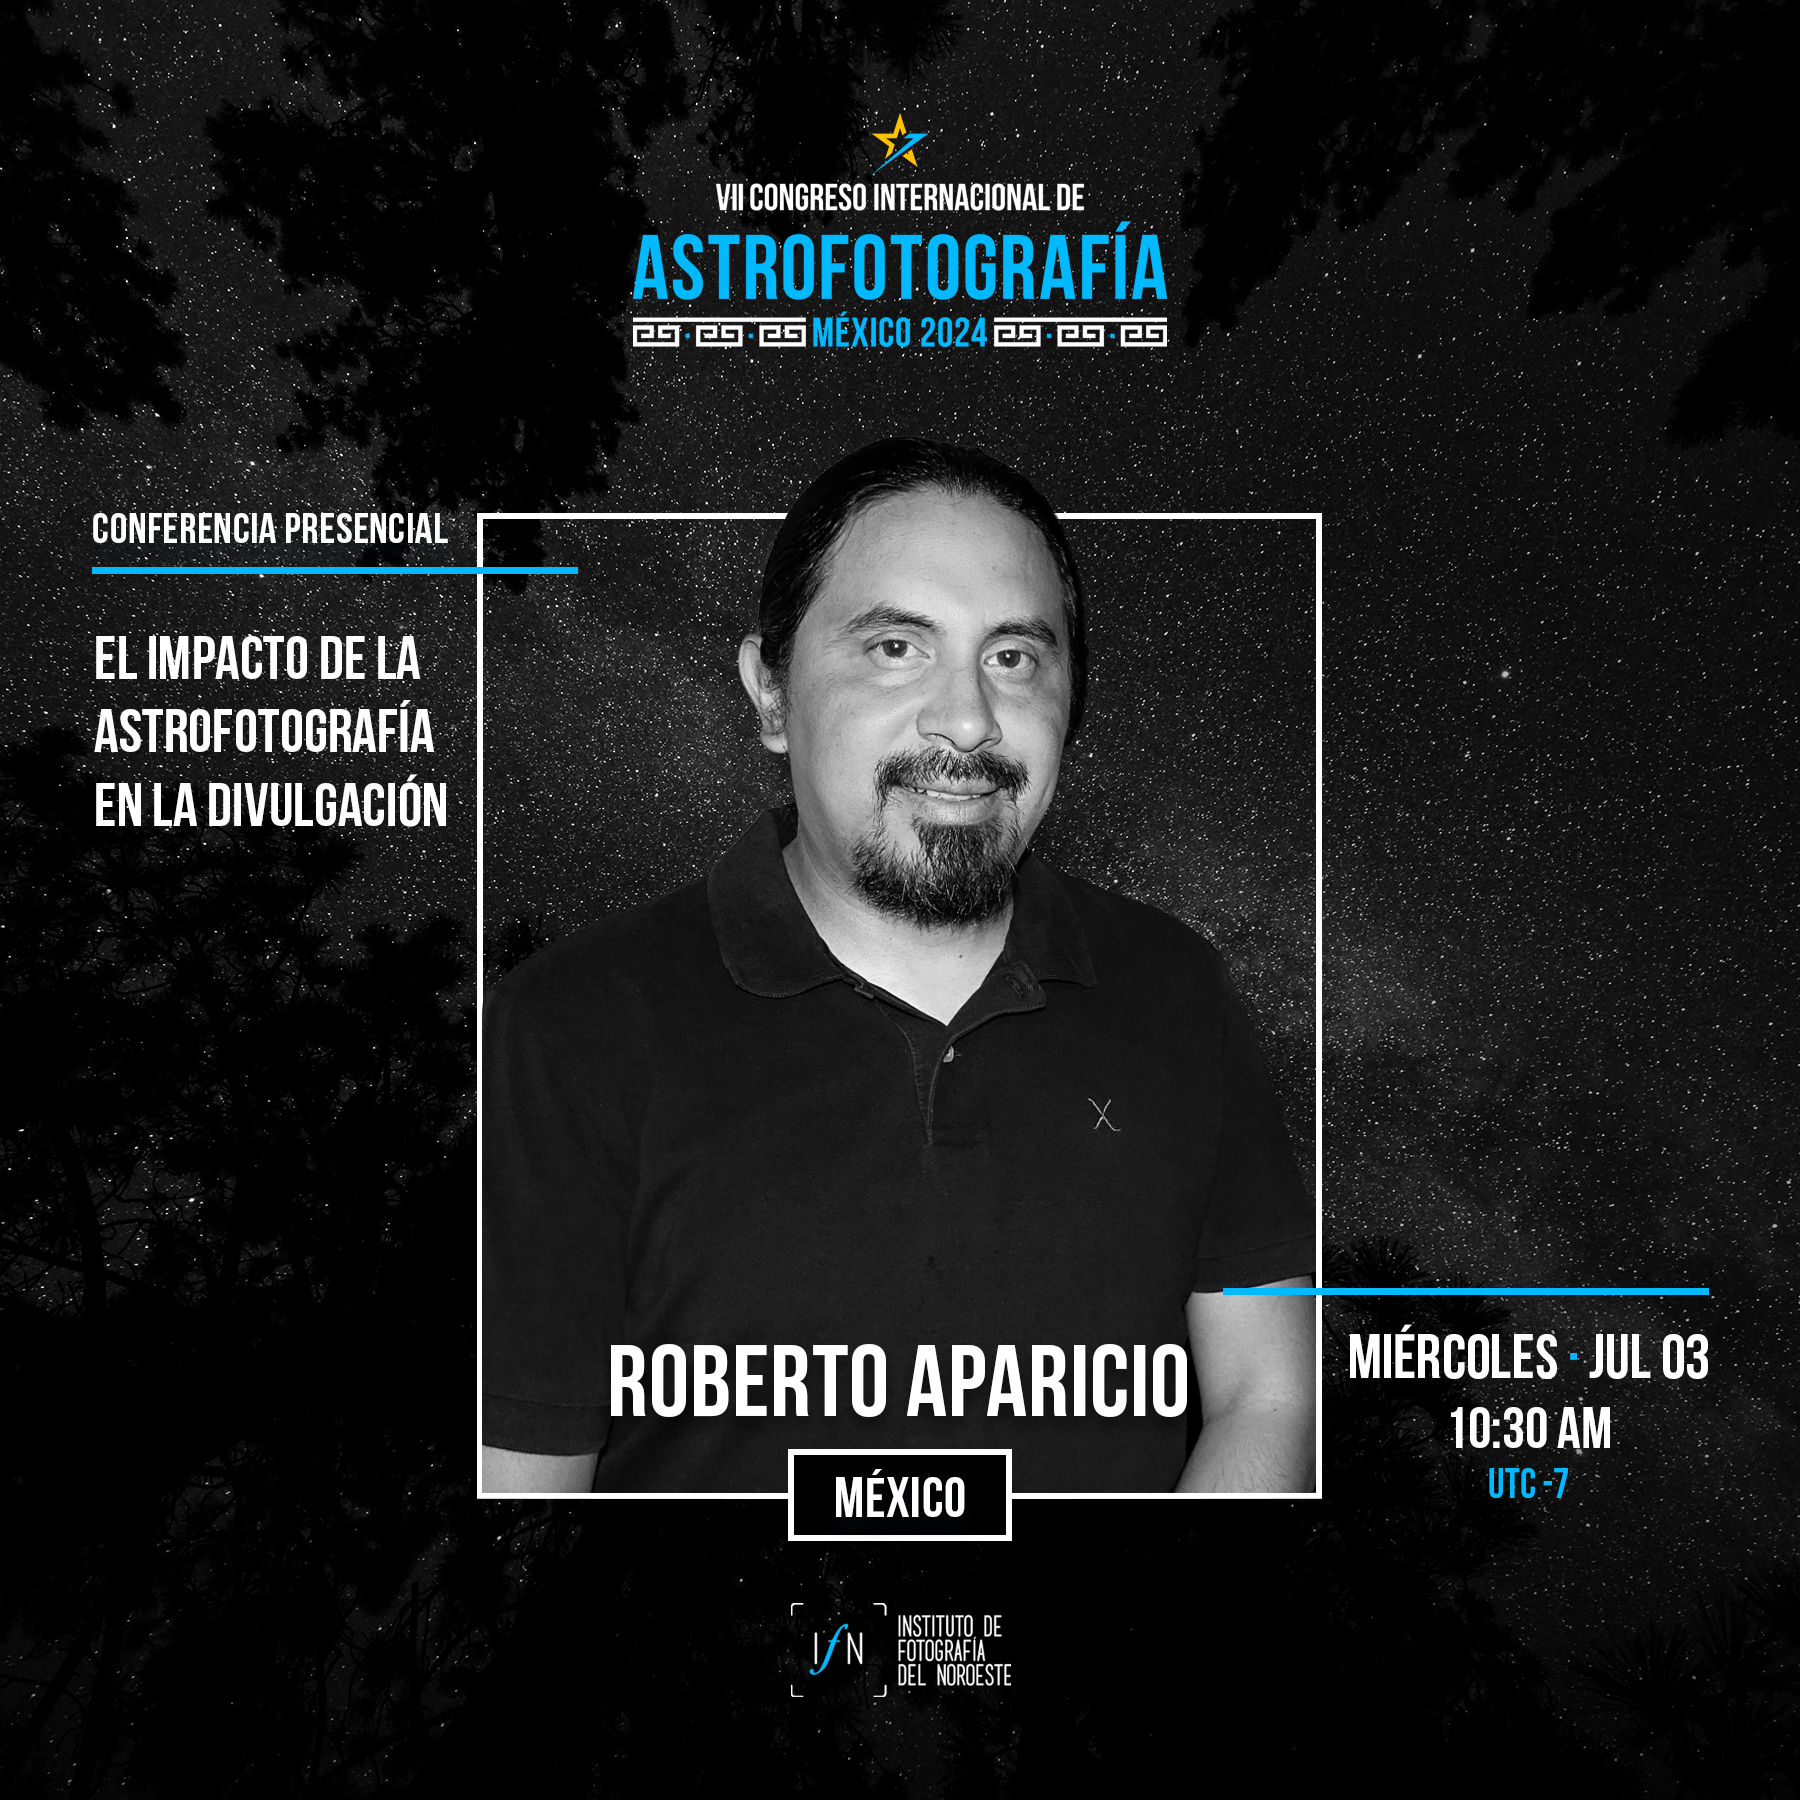 VII CONGRESO INTERNACIONAL DE
ASTROFOTOGRAFÍA
MÉXICO 2024
CONFERENCIA PRESENCIAL
EL IMPACTO DE LA
ASTROFOTOGRAFÍA
EN LA DIVULGACIÓN
ROBERTO APARICIO
MÉXICO
MIÉRCOLES · JUL 03
10:30 AM
UTC -7
IfN
INSTITUTO DE
FOTOGRAFÍA
DEL NOROESTE